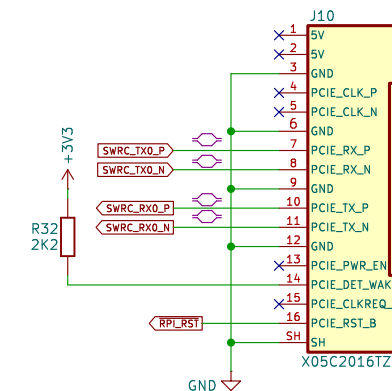 J10
1 5V
2 5V
3 GND
4 PCIE_CLK_P
5 PCIE_CLK_N
6 GND
SWRC_TX0_P 7 PCIE_RX_P
SWRC_TX0_N 8 PCIE_RX_N
9 GND
SWRC_RX0_P 10 PCIE_TX_P
SWRC_RX0_N 11 PCIE_TX_N
12 GND
13 PCIE_PWR_EN
14 PCIE_DET_WAK
15 PCIE_CLKREQ_
RPI_RST 16 PCIE_RST_B
SH SH
X05C2016TZ
+3V3
R32
2K2
GND